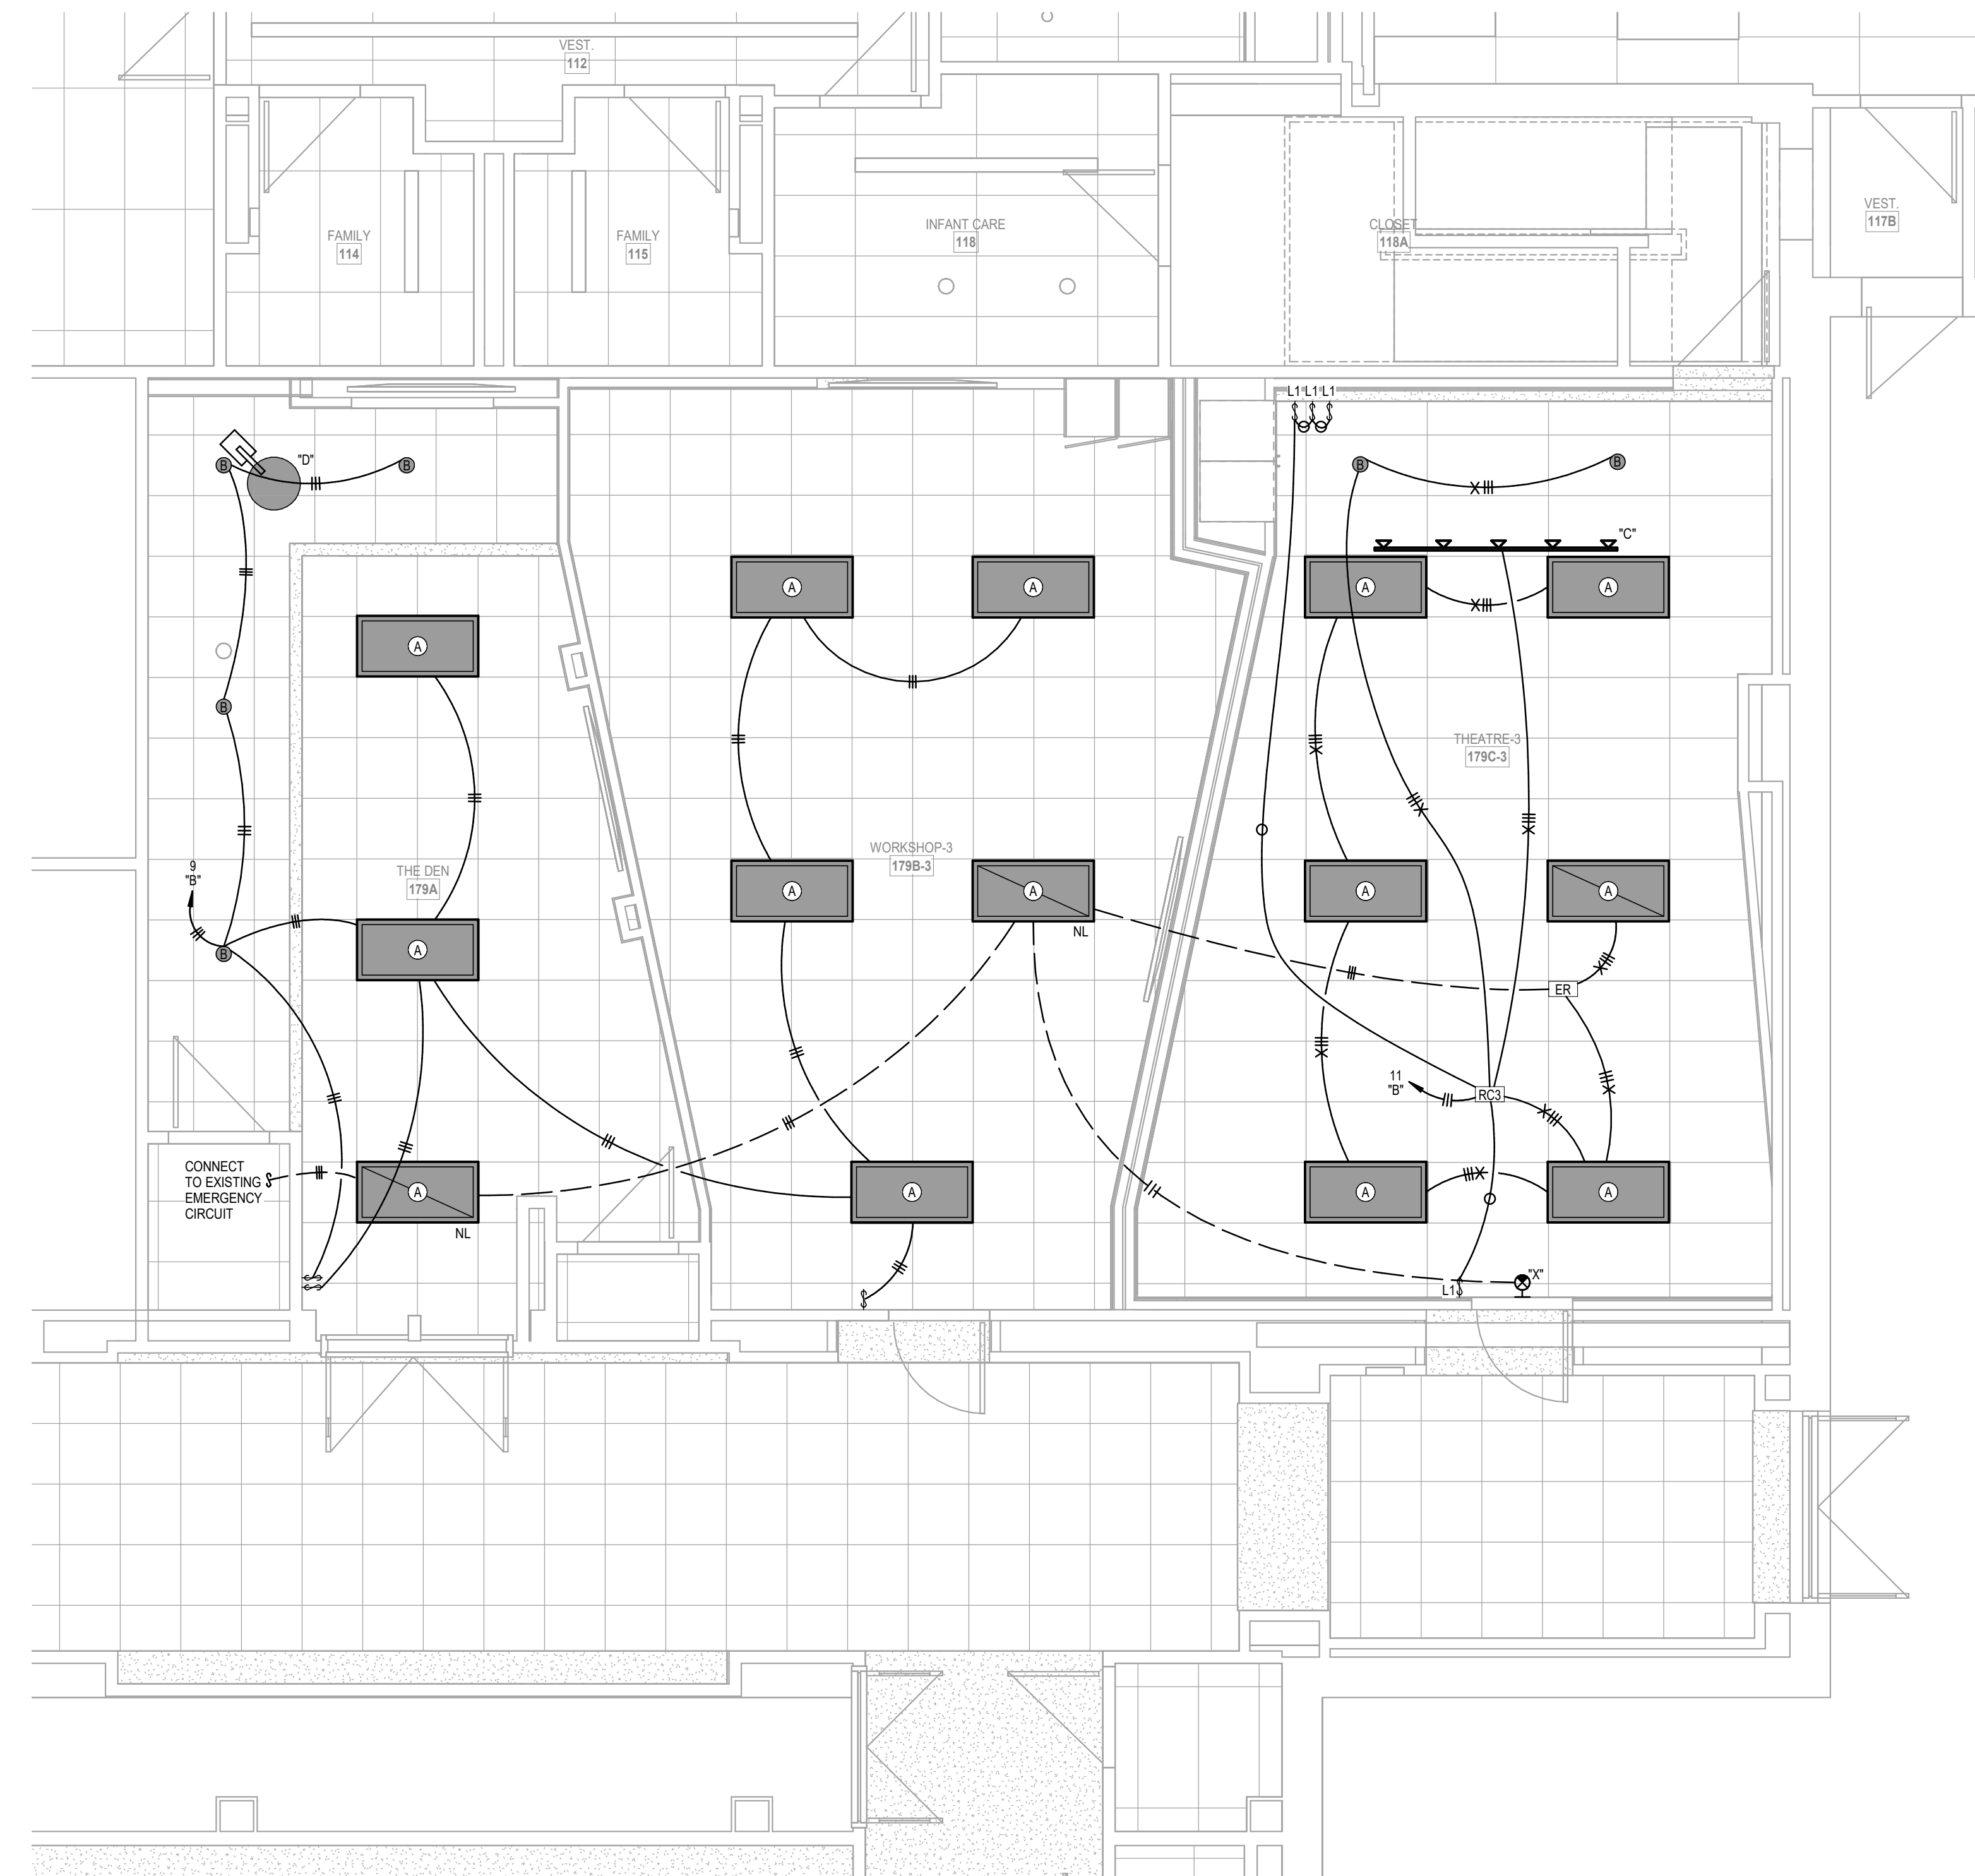 VEST.
112
FAMILY
114
FAMILY
115
INFANT CARE
118
CLOSET
118A
VEST.
117B
L1
L1
L1
B
"D"
B
B
B
"C"
A
A
A
A
A
A
B
THEATRE-3
179C-3
WORKSHOP-3
179B-3
THE DEN
179A
9
"B"
A
A
A
A
NL
A
B
ER
11
"B"
RC3
CONNECT
TO EXISTING
EMERGENCY
CIRCUIT
A
NL
A
A
A
L1
"X"